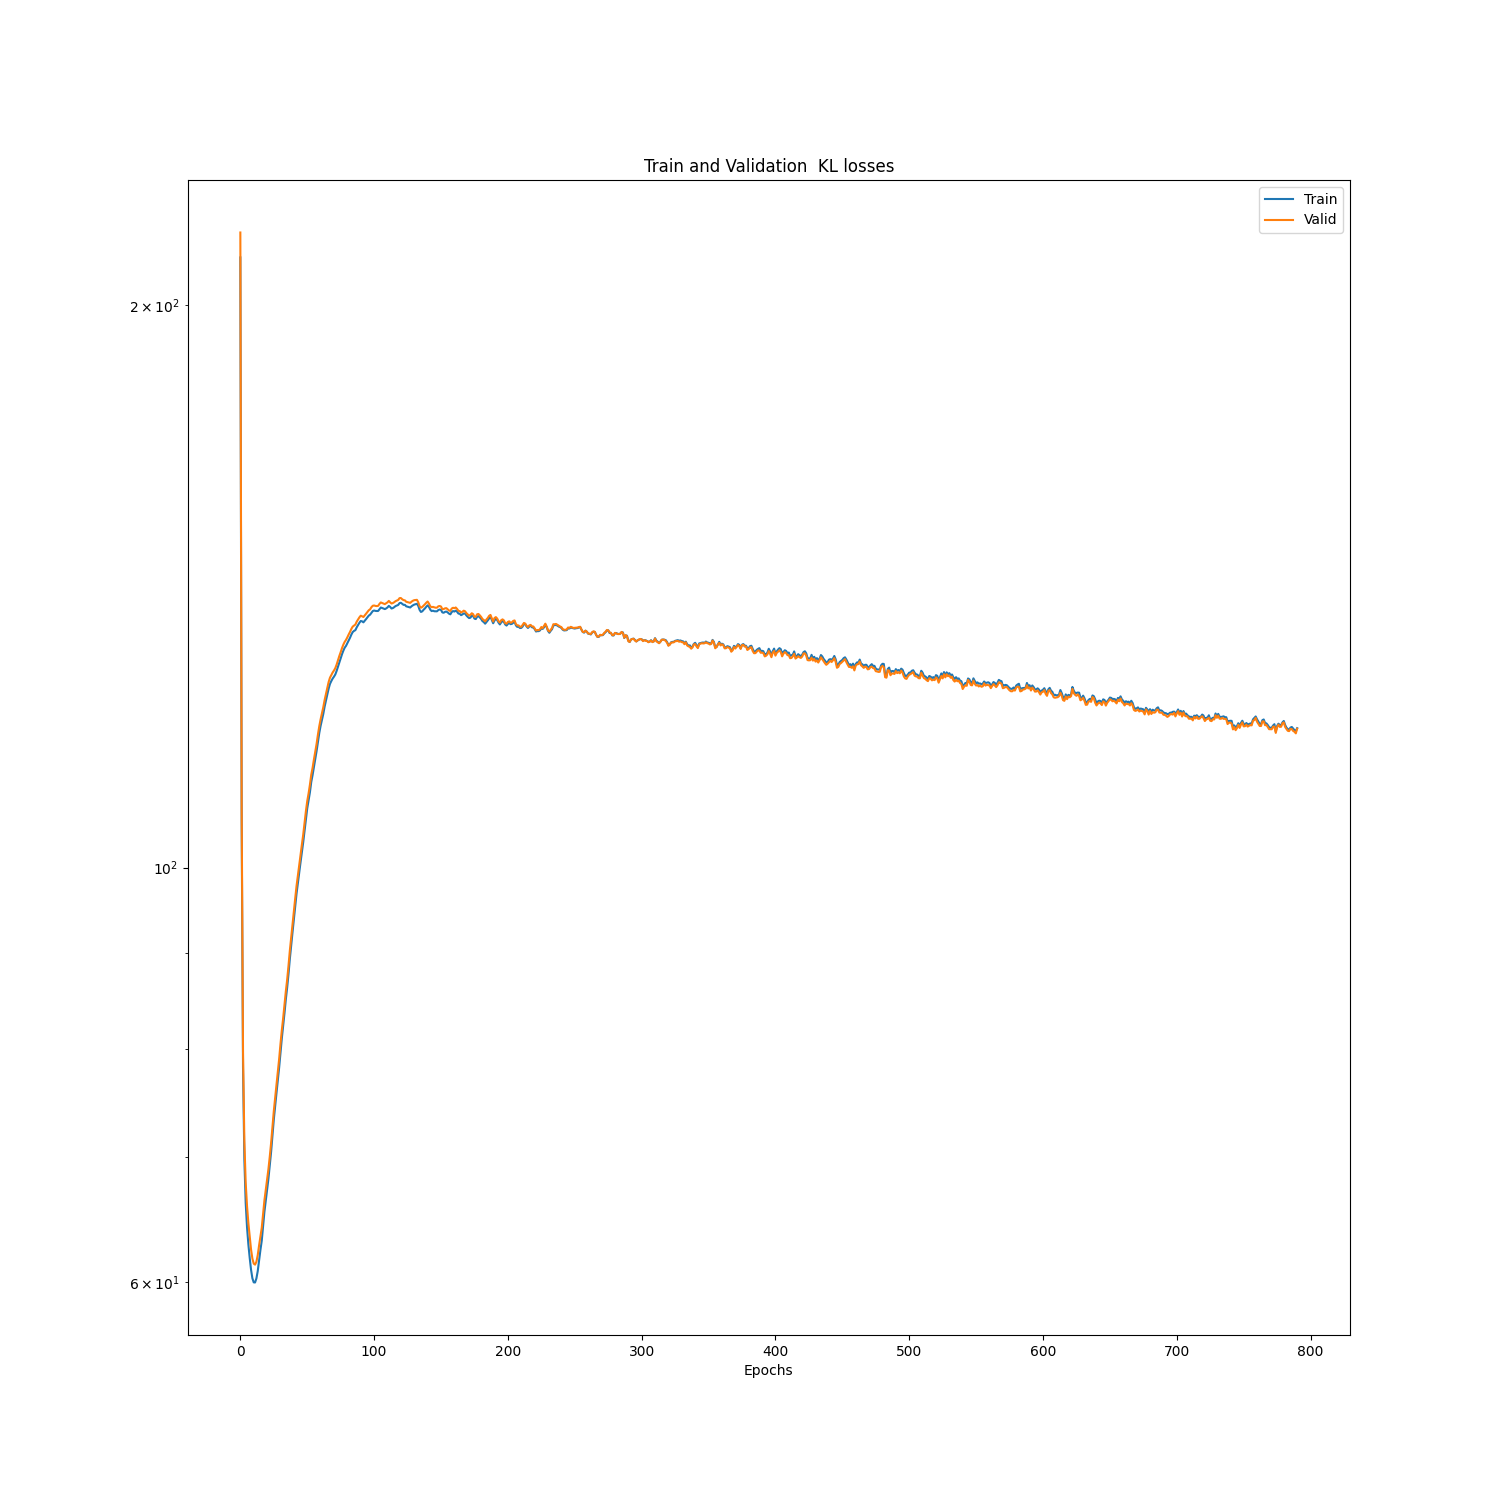 Train and Validation  KL losses
Train
Valid
2 × 10²
10²
6 × 10¹
0 100 200 300 400 500 600 700 800
Epochs